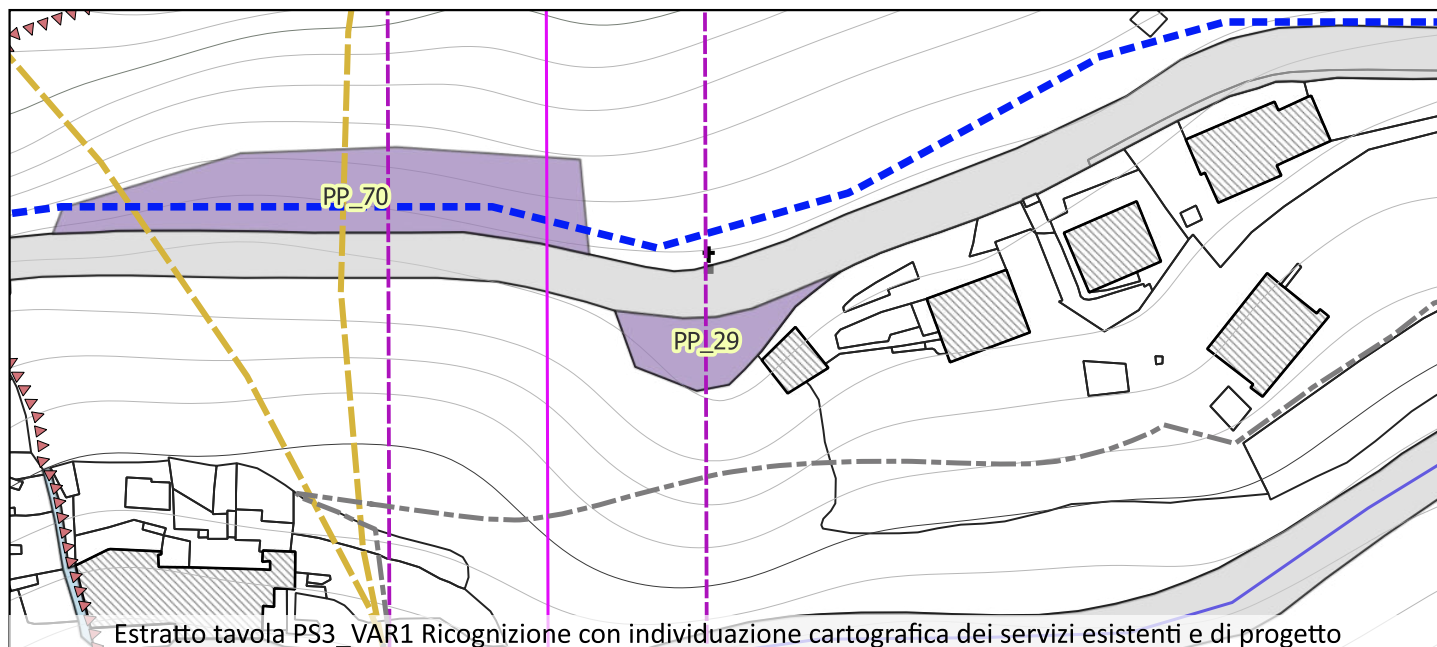 PP_70
PP_29
Estratto tavola PS3_VAR1 Ricognizione con individuazione cartografica dei servizi esistenti e di progetto